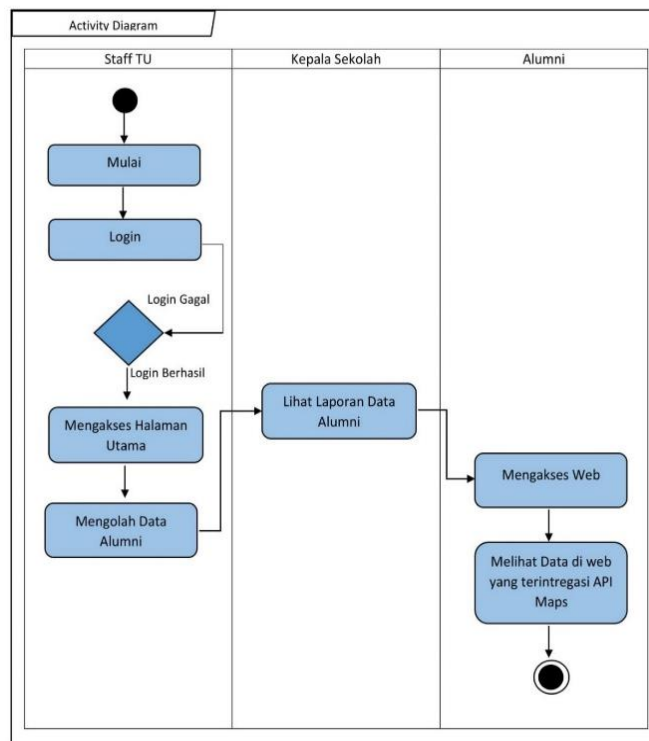 Activity Diagram
Staff TU
Kepala Sekolah
Alumni
Mulai
Login
Login Gagal
Login Berhasil
Mengakses Halaman
Utama
Mengolah Data
Alumni
Lihat Laporan Data
Alumni
Mengakses Web
Melihat Data di web
yang terintregasi API
Maps